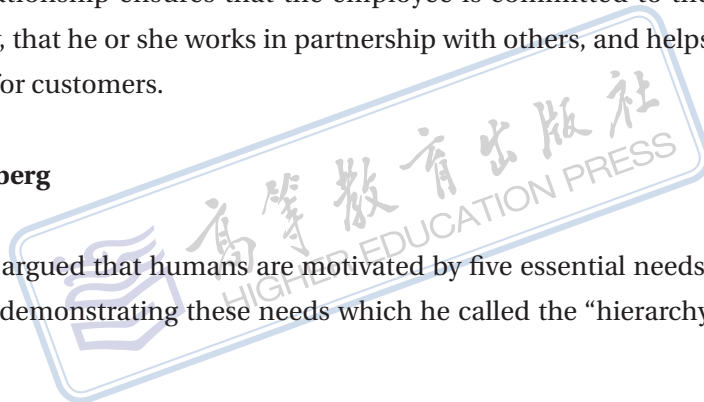 ationship ensures that the employee is committed to the
, that he or she works in partnership with others, and helps
for customers.
berg
高等教育出版社
HIGHER EDUCATION PRESS
argued that humans are motivated by five essential needs
demonstrating these needs which he called the “hierarchy